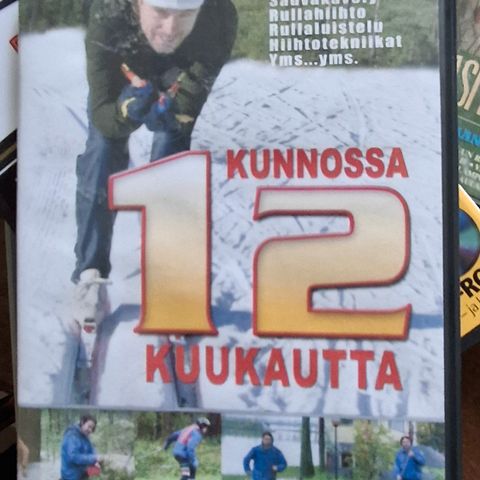 Sauvakävely
Rullahiihto
Rullaluistelu
Hiihtotekniikat
Yms...yms.
KUNNOSSA
12
KUUKAUTTA